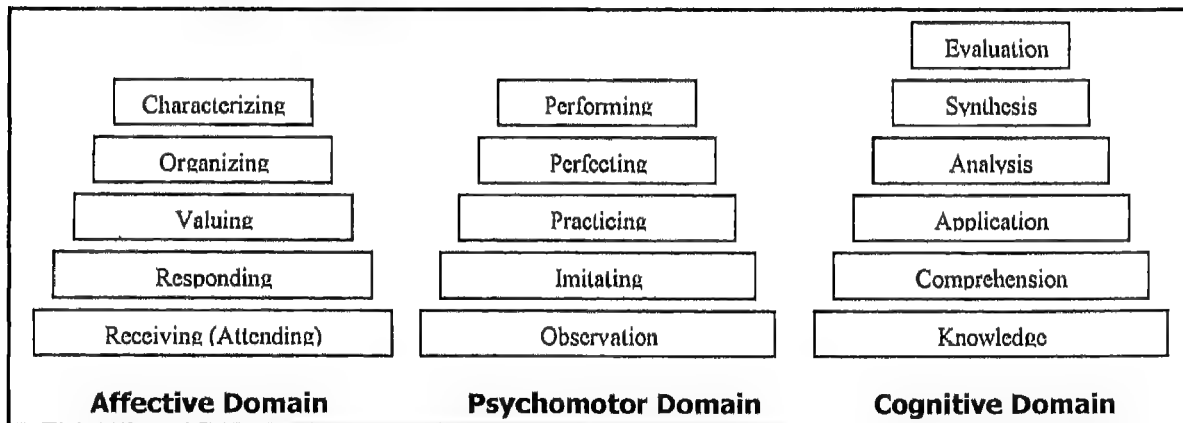 Characterizing
Organizing
Valuing
Responding
Receiving (Attending)
Affective Domain
Performing
Perfecting
Practicing
Imitating
Observation
Psychomotor Domain
Evaluation
Synthesis
Analysis
Application
Comprehension
Knowledge
Cognitive Domain